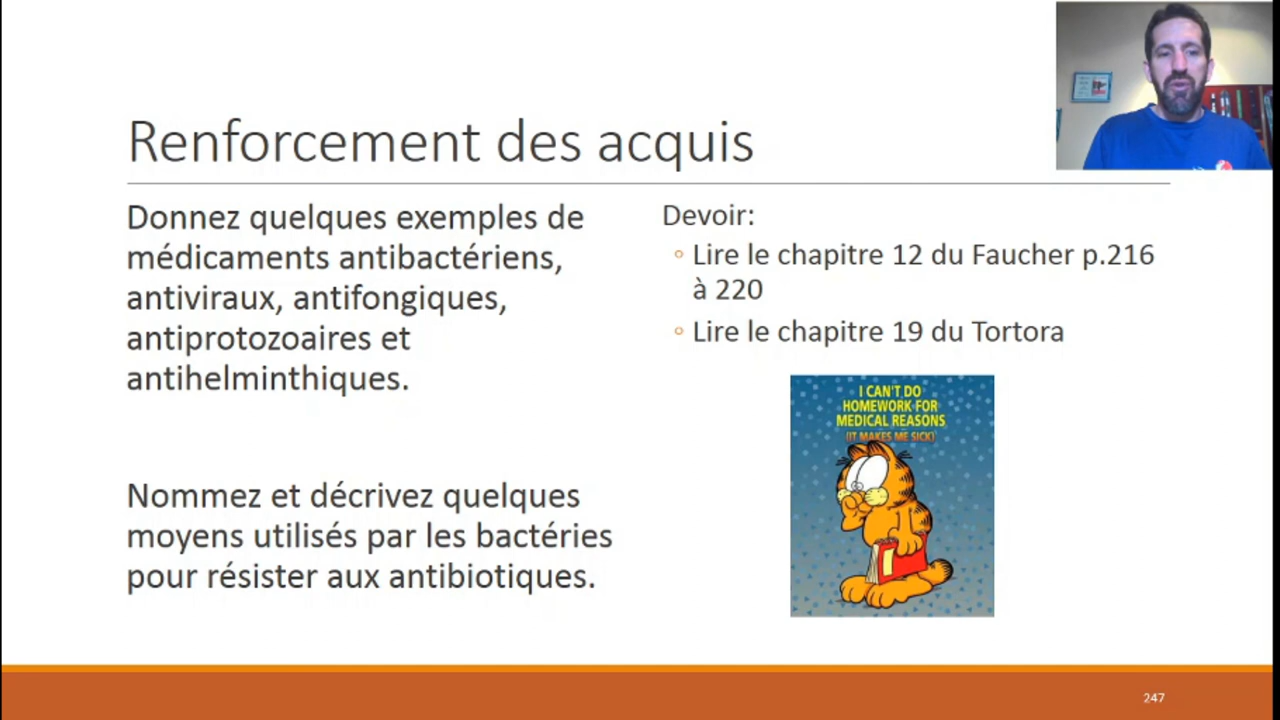 Renforcement des acquis
Donnez quelques exemples de
médicaments antibactériens,
antiviraux, antifongiques,
antiprotozoaires et
antihelminthiques.
Nommez et décrivez quelques
moyens utilisés par les bactéries
pour résister aux antibiotiques.
Devoir:
◦ Lire le chapitre 12 du Faucher p.216
à 220
◦ Lire le chapitre 19 du Tortora
I CAN'T DO
HOMEWORK FOR
MEDICAL REASONS
(IT MAKES ME SICK)
247